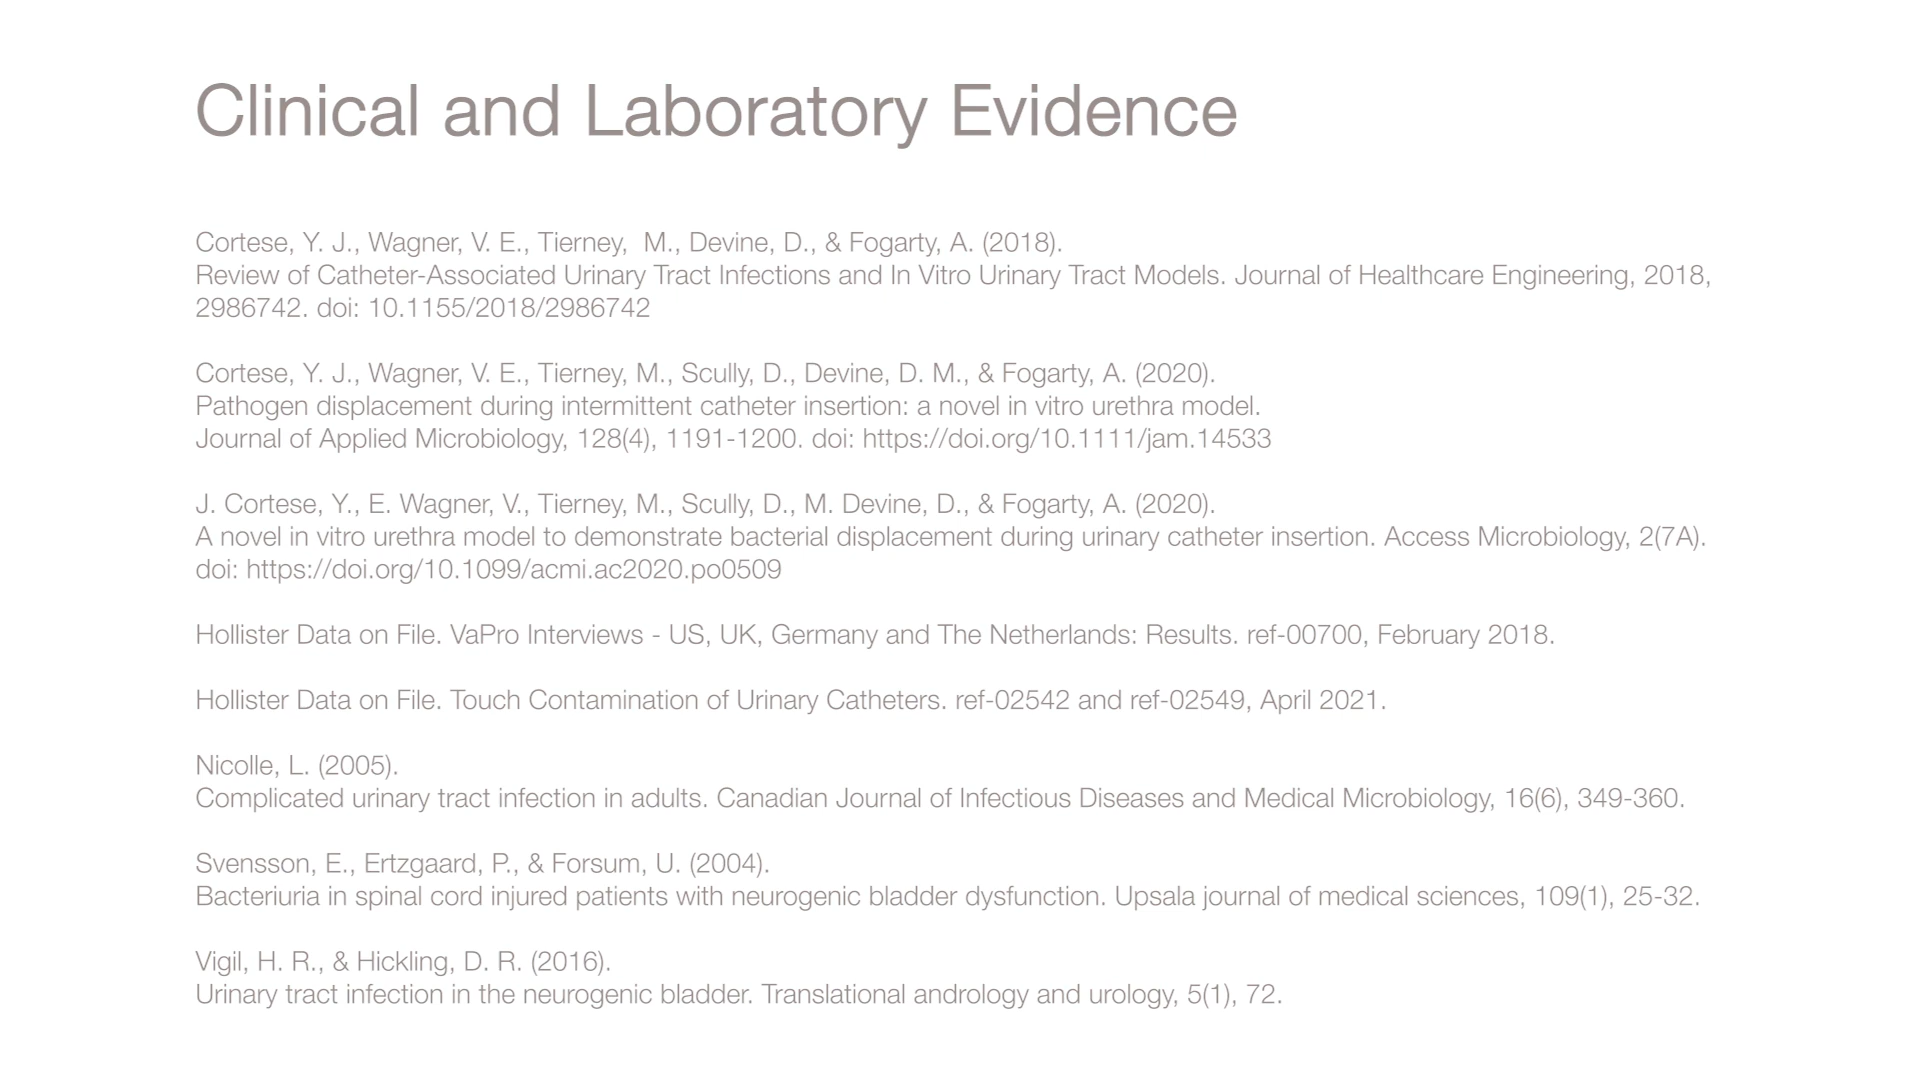 Clinical and Laboratory Evidence
Cortese, Y. J., Wagner, V. E., Tierney, M., Devine, D., & Fogarty, A. (2018).
Review of Catheter-Associated Urinary Tract Infections and In Vitro Urinary Tract Models. Journal of Healthcare Engineering, 2018,
2986742. doi: 10.1155/2018/2986742
Cortese, Y. J., Wagner, V. E., Tierney, M., Scully, D., Devine, D. M., & Fogarty, A. (2020).
Pathogen displacement during intermittent catheter insertion: a novel in vitro urethra model.
Journal of Applied Microbiology, 128(4), 1191-1200. doi: https://doi.org/10.1111/jam.14533
J. Cortese, Y., E. Wagner, V., Tierney, M., Scully, D., M. Devine, D., & Fogarty, A. (2020).
A novel in vitro urethra model to demonstrate bacterial displacement during urinary catheter insertion. Access Microbiology, 2(7A).
doi: https://doi.org/10.1099/acmi.ac2020.po0509
Hollister Data on File. VaPro Interviews - US, UK, Germany and The Netherlands: Results. ref-00700, February 2018.
Hollister Data on File. Touch Contamination of Urinary Catheters. ref-02542 and ref-02549, April 2021.
Nicolle, L. (2005).
Complicated urinary tract infection in adults. Canadian Journal of Infectious Diseases and Medical Microbiology, 16(6), 349-360.
Svensson, E., Ertzgaard, P., & Forsum, U. (2004).
Bacteriuria in spinal cord injured patients with neurogenic bladder dysfunction. Upsala journal of medical sciences, 109(1), 25-32.
Vigil, H. R., & Hickling, D. R. (2016).
Urinary tract infection in the neurogenic bladder. Translational andrology and urology, 5(1), 72.